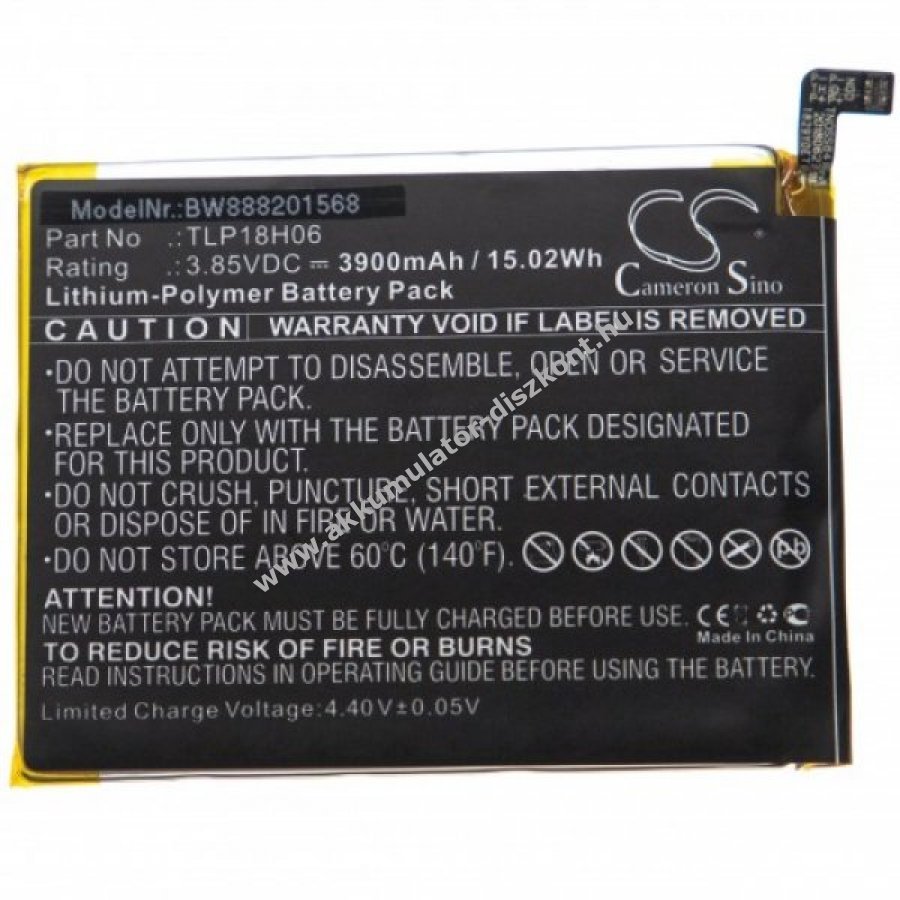 ModelNr.:BW888201568
Part No .: TLP18H06
Rating .: 3.85VDC ⎓ 3900mAh / 15.02Wh
Lithium-Polymer Battery Pack
CS
Cameron Sino
CAUTION WARRANTY VOID IF LABEL IS REMOVED
•DO NOT ATTEMPT TO DISASSEMBLE, OPEN OR SERVICE
THE BATTERY PACK.
•REPLACE ONLY WITH THE BATTERY PACK DESIGNATED
FOR THIS PRODUCT.
•DO NOT CRUSH, PUNCTURE, SHORT EXTERNAL CONTACTS
OR DISPOSE OF IN FIRE OR WATER.
•DO NOT STORE ABOVE 60°C (140°F).
ATTENTION!
NEW BATTERY PACK MUST BE FULLY CHARGED BEFORE USE.
TO REDUCE RISK OF FIRE OR BURNS
READ INSTRUCTIONS IN OPERATING GUIDE BEFORE USING THE BATTERY.
Limited Charge Voltage:4.40V±0.05V
CE
Made In China
www.akkumulator-diszkont.hu